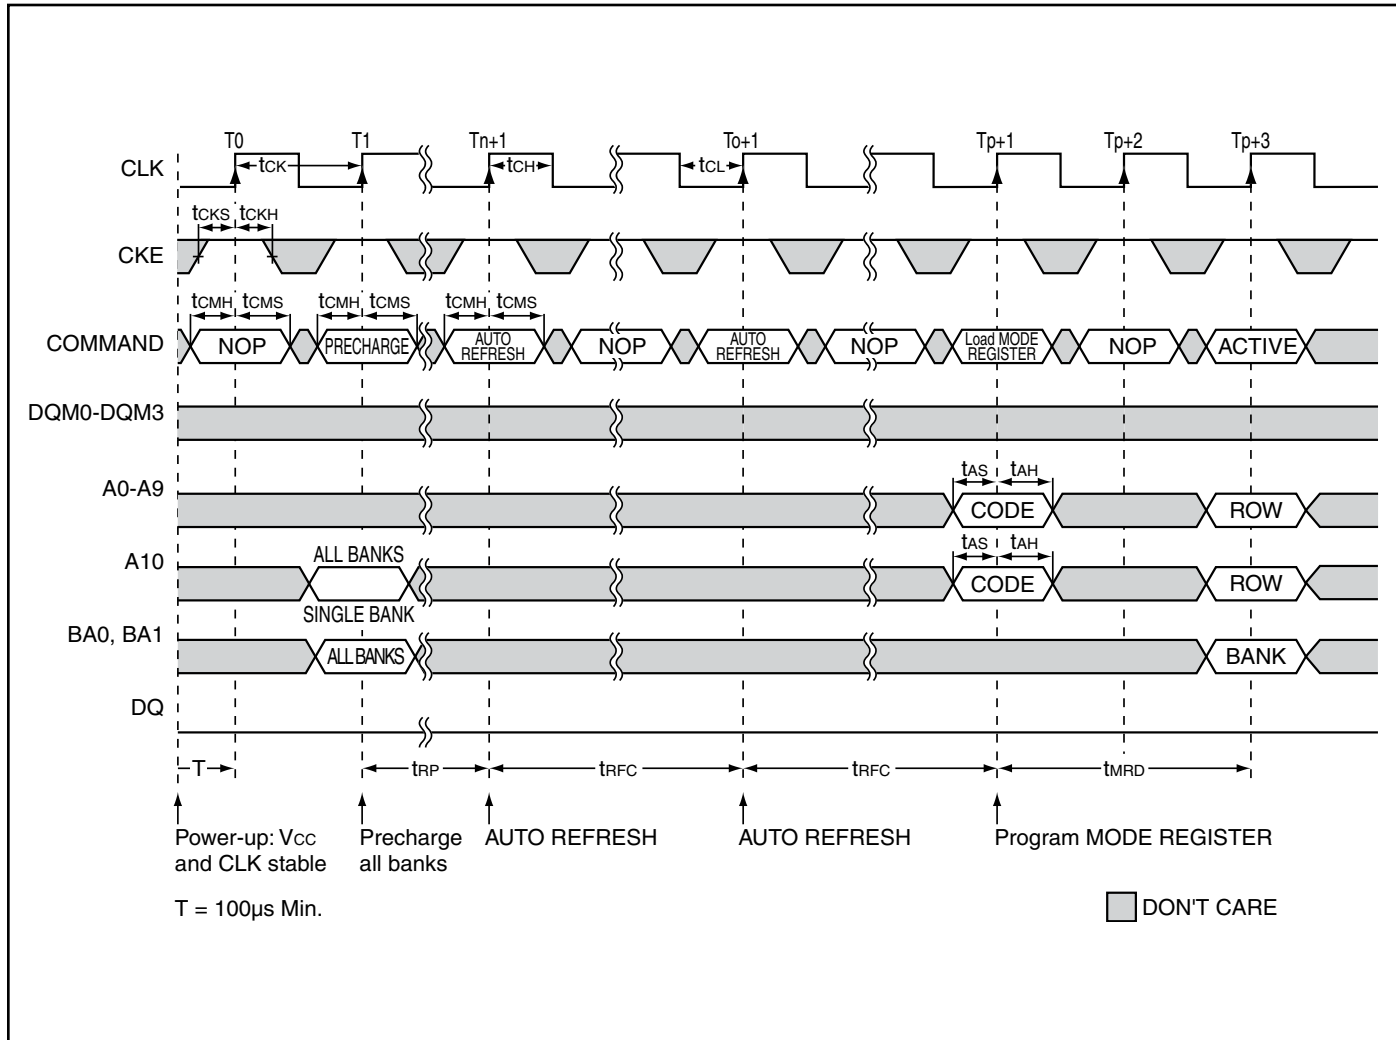 T0 T1 Tn+1 To+1 Tp+1 Tp+2 Tp+3
CLK tCK tCH tCL
tCKS tCKH
CKE
tCMH tCMS tCMH tCMS tCMH tCMS
COMMAND NOP PRECHARGE AUTO REFRESH NOP AUTO REFRESH NOP Load MODE REGISTER NOP ACTIVE
DQM0-DQM3
tAS tAH
A0-A9 CODE ROW
ALL BANKS tAS tAH
A10 CODE ROW
SINGLE BANK
BA0, BA1 ALL BANKS BANK
DQ
T tRP tRFC tRFC tMRD
Power-up: VCC Precharge AUTO REFRESH AUTO REFRESH Program MODE REGISTER
and CLK stable all banks
T = 100µs Min. DON'T CARE